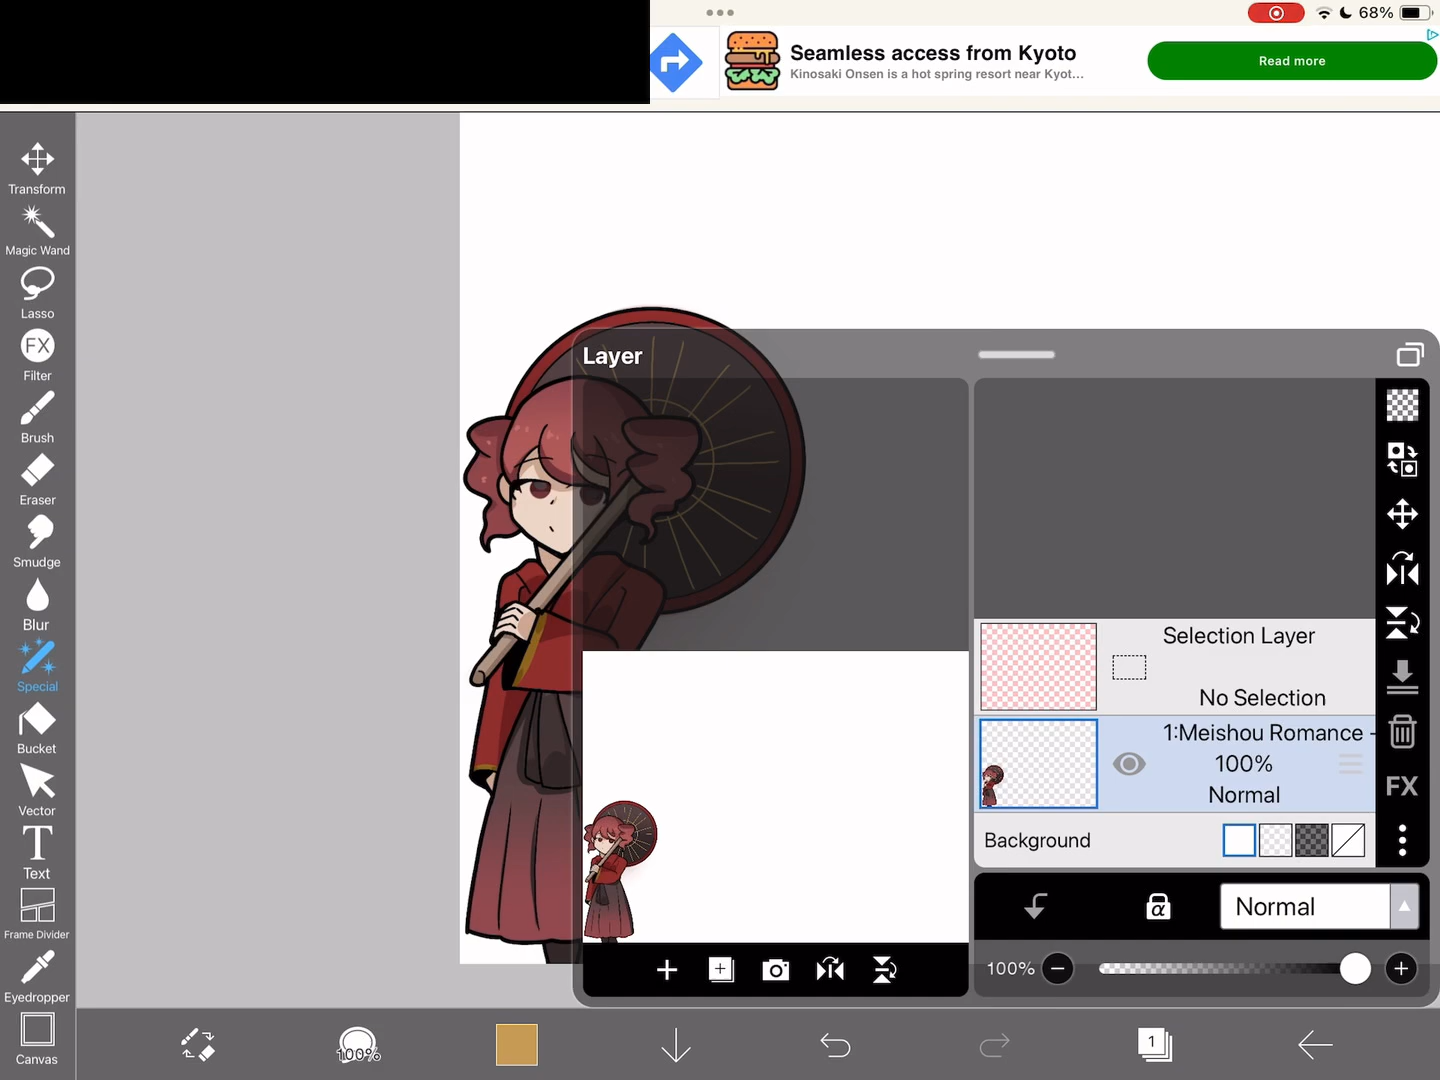 68%
Seamless access from Kyoto
Kinosaki Onsen is a hot spring resort near Kyot...
Read more
Transform
Magic Wand
Lasso
FX
Filter
Brush
Eraser
Smudge
Blur
Special
Bucket
Vector
T
Text
Frame Divider
Eyedropper
Canvas
Layer
Selection Layer
No Selection
1:Meishou Romance -
100%
Normal
Background
FX
α
Normal
100%
100%
1